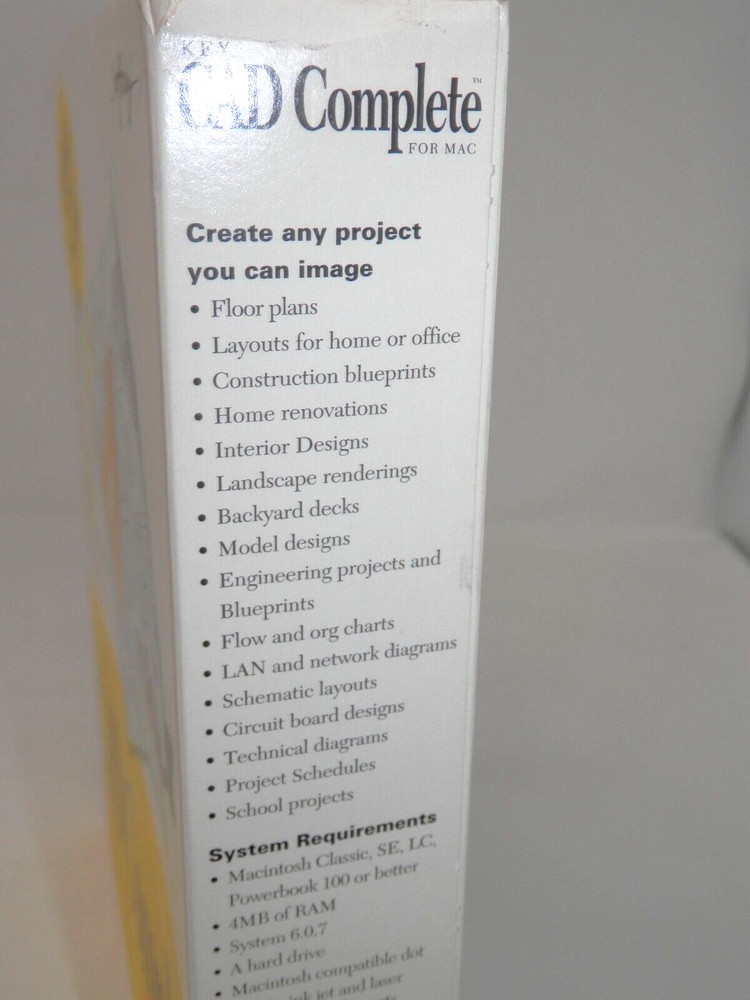 KEY
CAD Complete™
FOR MAC
Create any project
you can image
• Floor plans
• Layouts for home or office
• Construction blueprints
• Home renovations
• Interior Designs
• Landscape renderings
• Backyard decks
• Model designs
• Engineering projects and
Blueprints
• Flow and org charts
• LAN and network diagrams
• Schematic layouts
• Circuit board designs
• Technical diagrams
• Project Schedules
• School projects
System Requirements
• Macintosh Classic, SE, LC,
Powerbook 100 or better
• 4MB of RAM
• System 6.0.7
• A hard drive
• Macintosh compatible dot
ink jet and laser